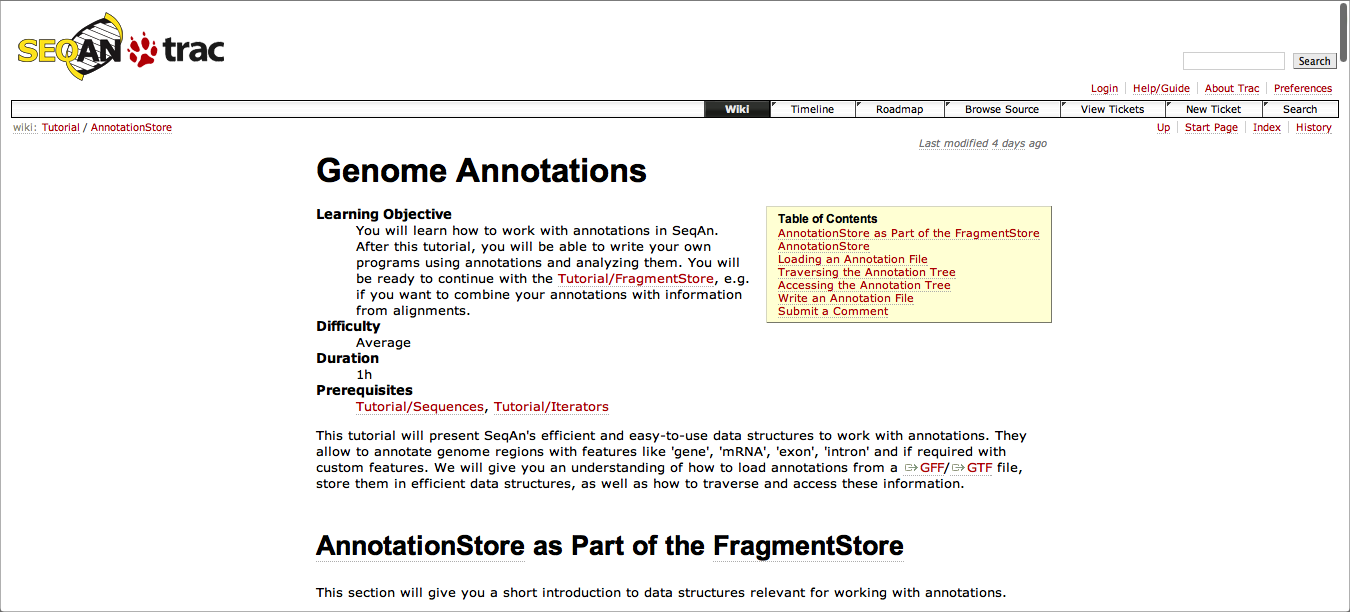 SEQAN trac
Search
Login Help/Guide About Trac Preferences
Wiki Timeline Roadmap Browse Source View Tickets New Ticket Search
wiki: Tutorial / AnnotationStore
Up Start Page Index History
Last modified 4 days ago
Genome Annotations
Learning Objective
You will learn how to work with annotations in SeqAn.
After this tutorial, you will be able to write your own
programs using annotations and analyzing them. You will
be ready to continue with the Tutorial/FragmentStore, e.g.
if you want to combine your annotations with information
from alignments.
Difficulty
Average
Duration
1h
Prerequisites
Tutorial/Sequences, Tutorial/Iterators
Table of Contents
AnnotationStore as Part of the FragmentStore
AnnotationStore
Loading an Annotation File
Traversing the Annotation Tree
Accessing the Annotation Tree
Write an Annotation File
Submit a Comment
This tutorial will present SeqAn's efficient and easy-to-use data structures to work with annotations. They
allow to annotate genome regions with features like 'gene', 'mRNA', 'exon', 'intron' and if required with
custom features. We will give you an understanding of how to load annotations from a GFF/GTF file,
store them in efficient data structures, as well as how to traverse and access these information.
AnnotationStore as Part of the FragmentStore
This section will give you a short introduction to data structures relevant for working with annotations.